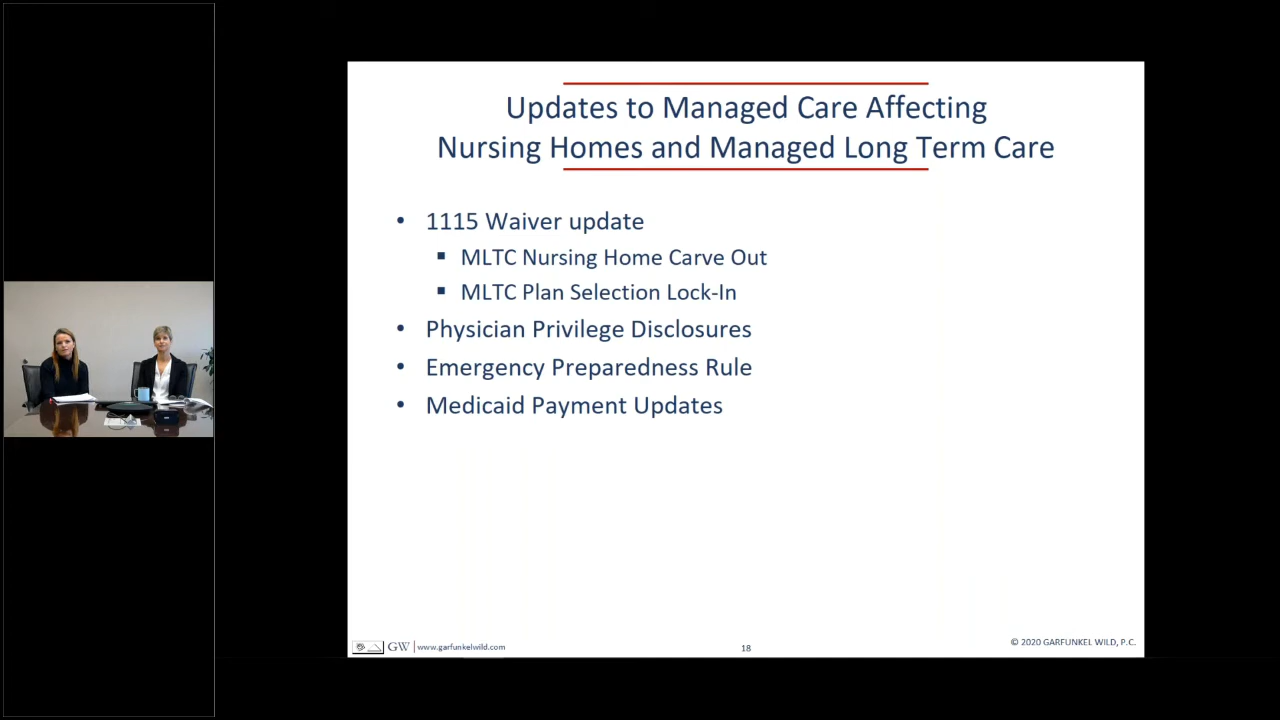 Updates to Managed Care Affecting
Nursing Homes and Managed Long Term Care
• 1115 Waiver update
▪ MLTC Nursing Home Carve Out
▪ MLTC Plan Selection Lock-In
• Physician Privilege Disclosures
• Emergency Preparedness Rule
• Medicaid Payment Updates
GW www.garfunkelwild.com
18
© 2020 GARFUNKEL WILD, P.C.